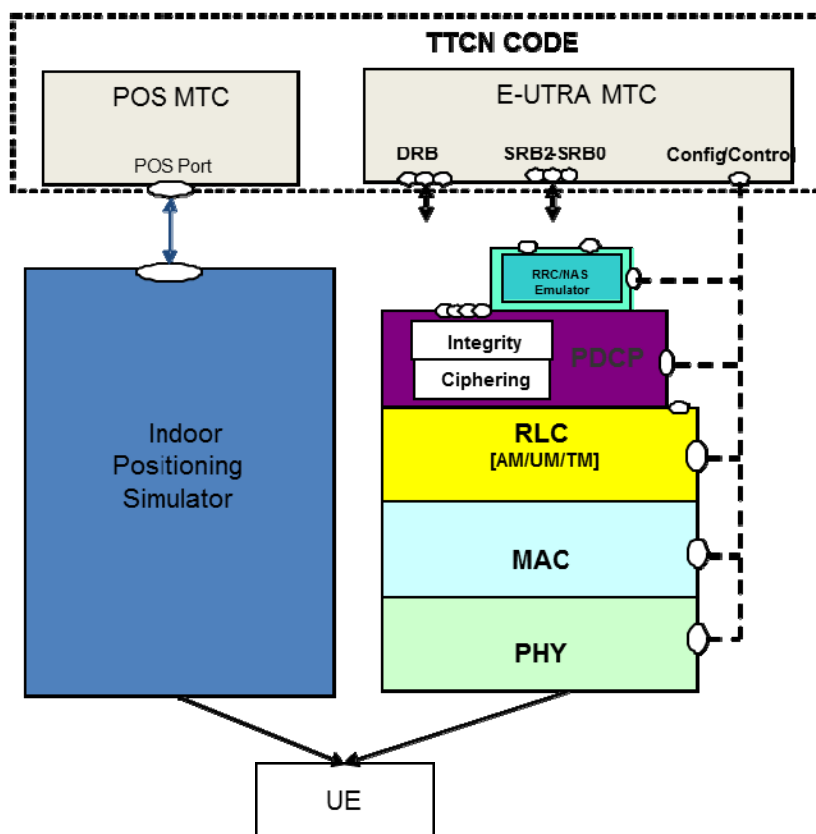 TTCN CODE
POS MTC
E-UTRA MTC
POS Port
DRB
SRB2-SRB0
Config/Control
RRC/NAS
Emulator
Integrity
PDCP
Ciphering
Indoor
Positioning
Simulator
RLC
[AM/UM/TM]
MAC
PHY
UE